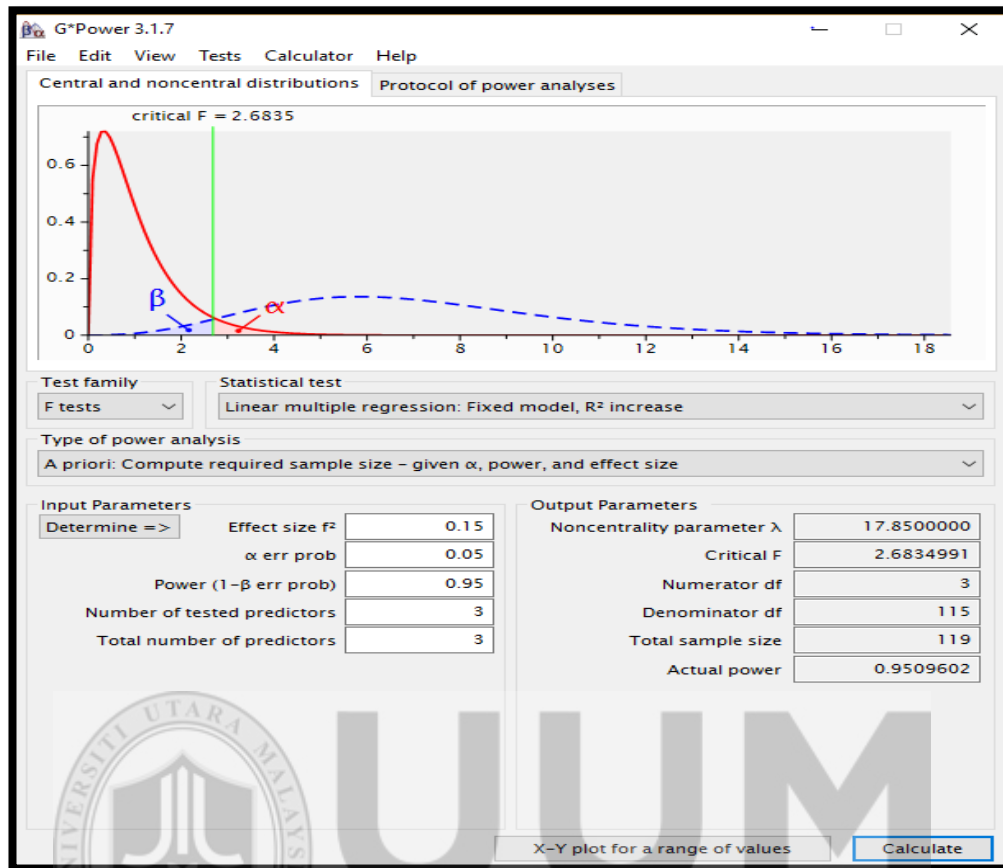 G*Power 3.1.7
File Edit View Tests Calculator Help
Central and noncentral distributions Protocol of power analyses
critical F = 2.6835
0.6
0.4
0.2
β α
0
0 2 4 6 8 10 12 14 16 18
Test family Statistical test
F tests Linear multiple regression: Fixed model, R² increase
Type of power analysis
A priori: Compute required sample size – given α, power, and effect size
Input Parameters Output Parameters
Determine => Effect size f² 0.15 Noncentrality parameter λ 17.8500000
α err prob 0.05 Critical F 2.6834991
Power (1-β err prob) 0.95 Numerator df 3
Number of tested predictors 3 Denominator df 115
Total number of predictors 3 Total sample size 119
Actual power 0.9509602
UNIVERSITI UTARA MALAYS
UUM
X-Y plot for a range of values Calculate